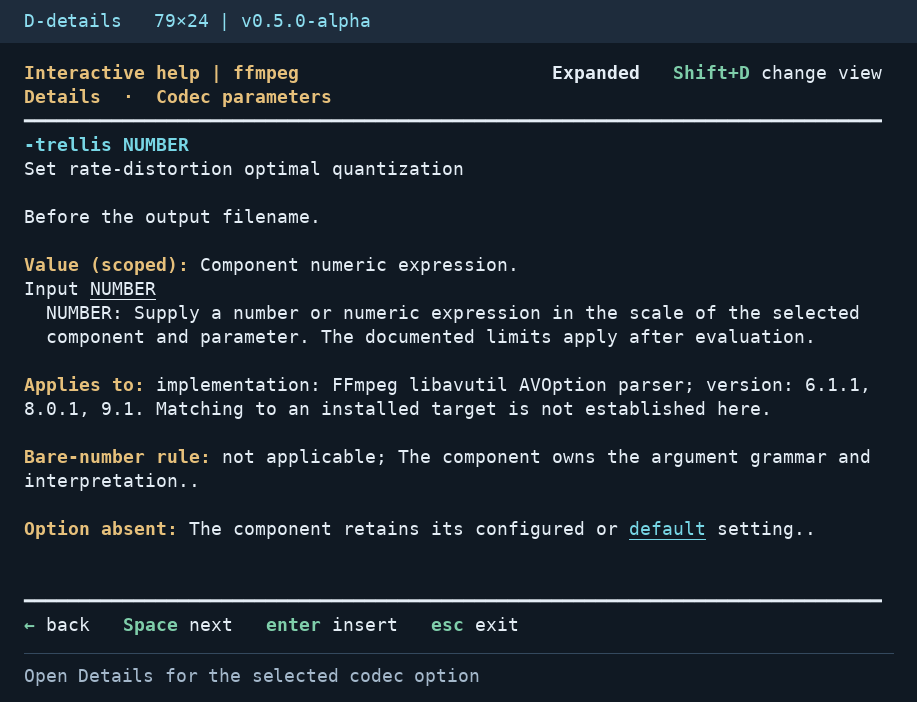 D-details 79×24 | v0.5.0-alpha
Interactive help | ffmpeg Expanded Shift+D change view
Details · Codec parameters
-trellis NUMBER
Set rate-distortion optimal quantization
Before the output filename.
Value (scoped): Component numeric expression.
Input NUMBER
NUMBER: Supply a number or numeric expression in the scale of the selected
component and parameter. The documented limits apply after evaluation.
Applies to: implementation: FFmpeg libavutil AVOption parser; version: 6.1.1,
8.0.1, 9.1. Matching to an installed target is not established here.
Bare-number rule: not applicable; The component owns the argument grammar and
interpretation..
Option absent: The component retains its configured or default setting..
← back Space next enter insert esc exit
Open Details for the selected codec option